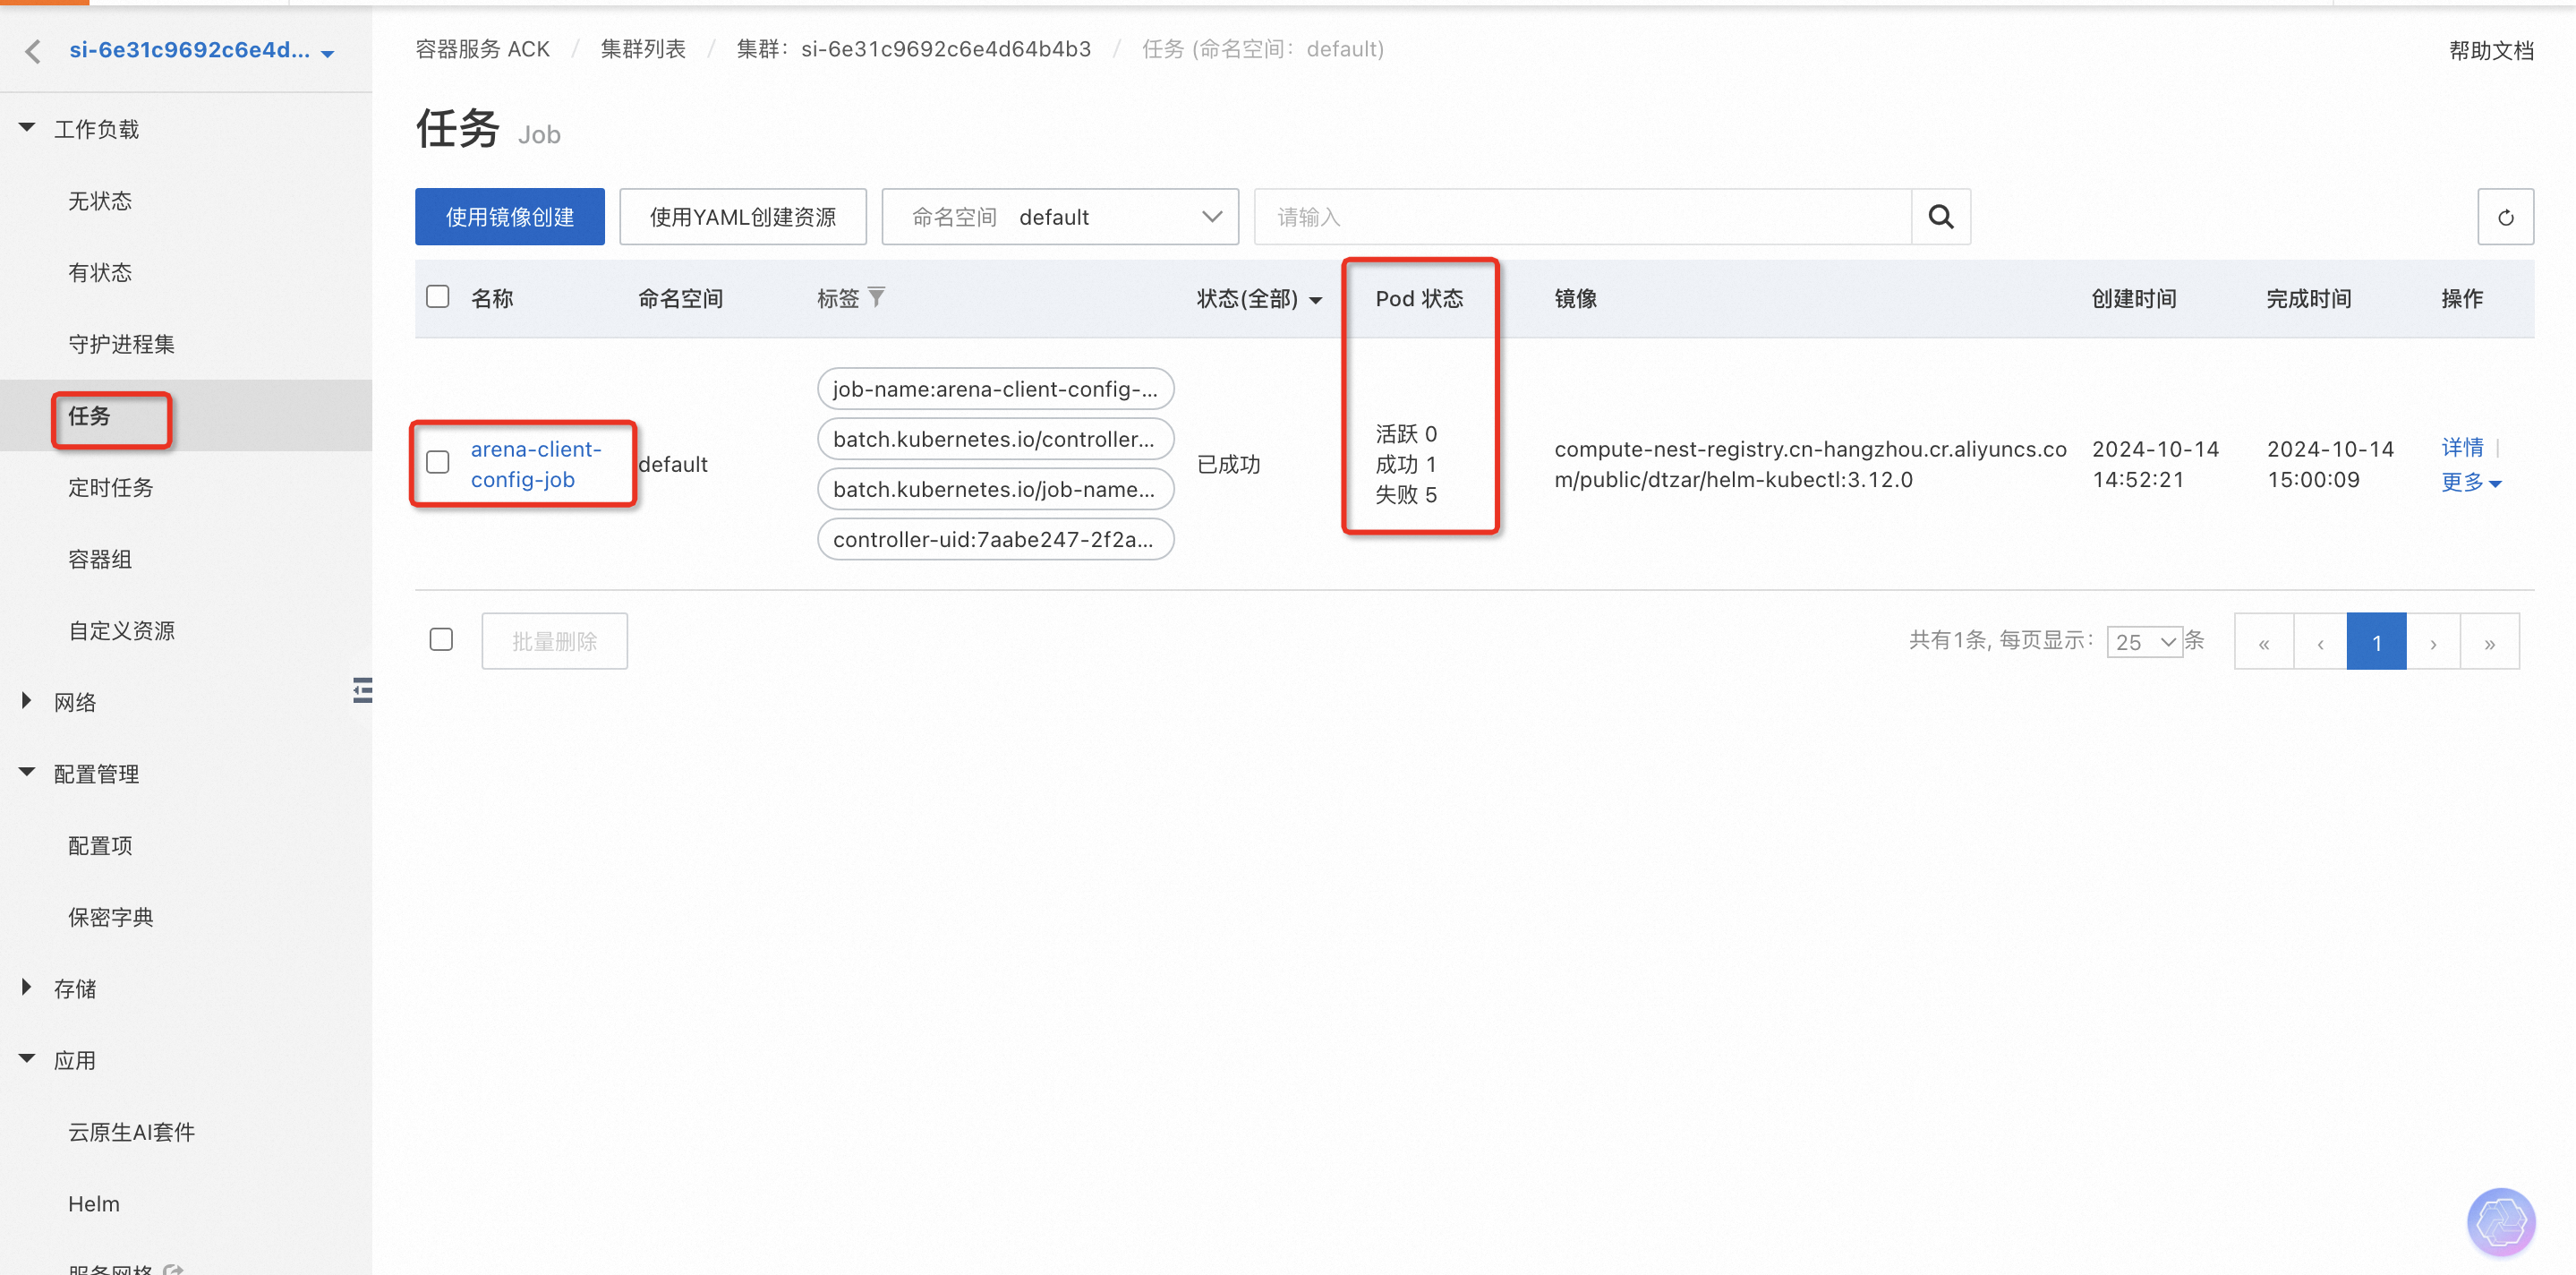 si-6e31c9692c6e4d...
容器服务 ACK / 集群列表 / 集群：si-6e31c9692c6e4d64b4b3 / 任务 (命名空间：default)
帮助文档
工作负载
无状态
有状态
守护进程集
任务
定时任务
容器组
自定义资源
网络
配置管理
配置项
保密字典
存储
应用
云原生AI套件
Helm
服务网格
任务 Job
使用镜像创建
使用YAML创建资源
命名空间 default
请输入
名称 命名空间 标签 状态(全部) Pod 状态 镜像 创建时间 完成时间 操作
arena-client-
config-job
default
job-name:arena-client-config-...
batch.kubernetes.io/controller...
batch.kubernetes.io/job-name...
controller-uid:7aabe247-2f2a...
已成功
活跃 0
成功 1
失败 5
compute-nest-registry.cn-hangzhou.cr.aliyuncs.co
m/public/dtzar/helm-kubectl:3.12.0
2024-10-14
14:52:21
2024-10-14
15:00:09
详情
更多
批量删除
共有1条, 每页显示: 25 条 « ‹ 1 › »